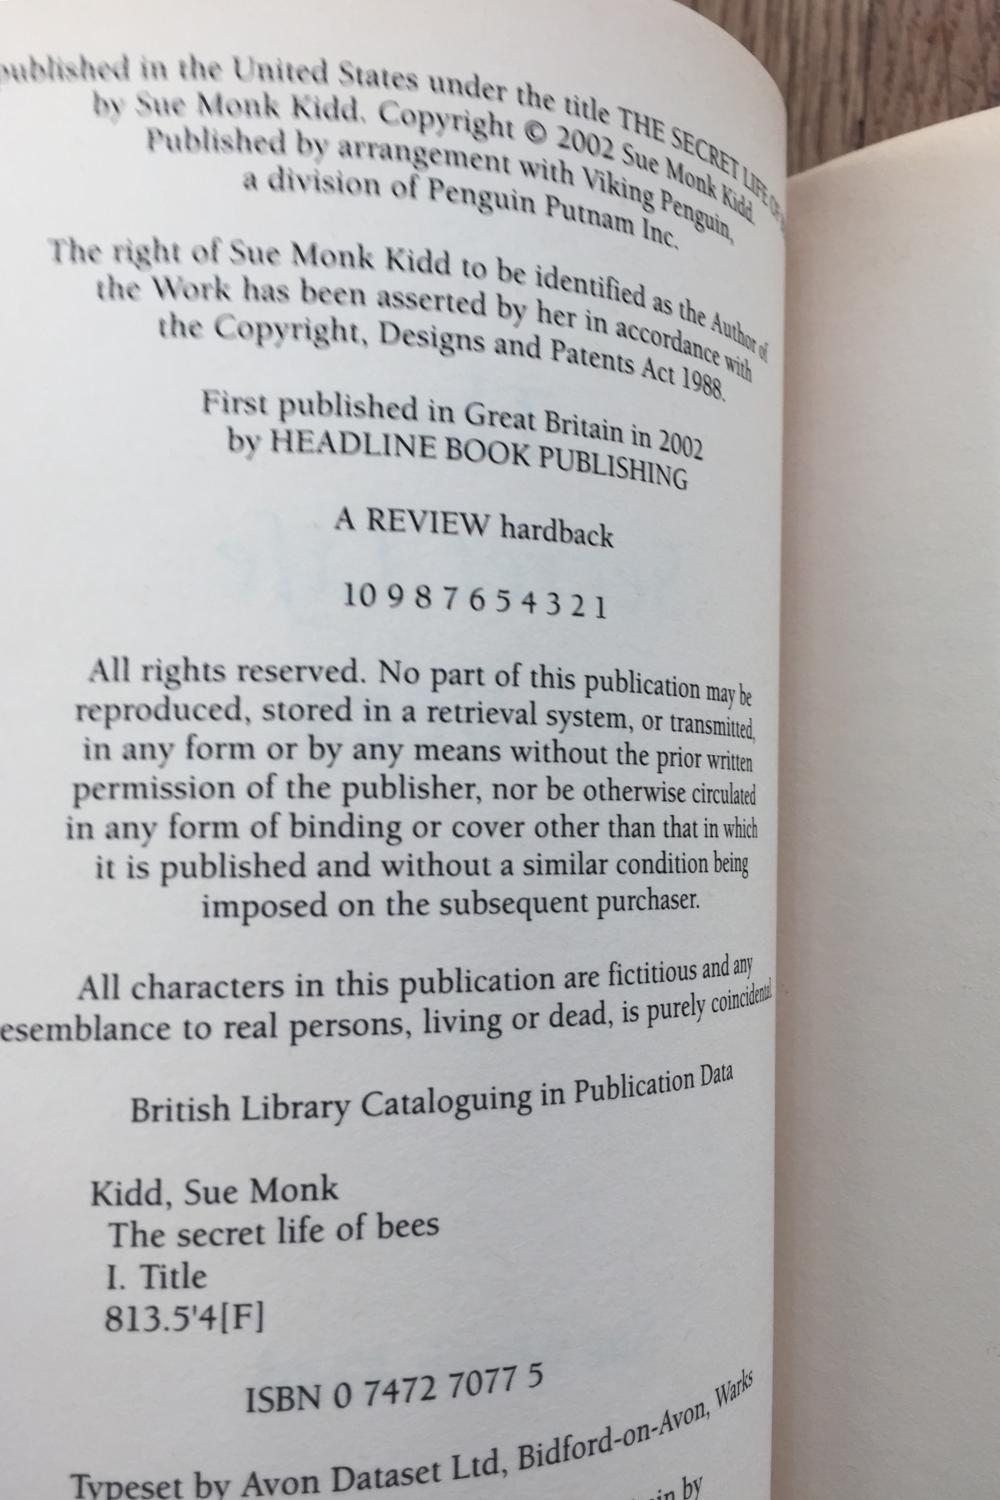 published in the United States under the title THE SECRET LIFE OF
by Sue Monk Kidd. Copyright © 2002 Sue Monk Kidd.
Published by arrangement with Viking Penguin,
a division of Penguin Putnam Inc.
The right of Sue Monk Kidd to be identified as the Author of
the Work has been asserted by her in accordance with
the Copyright, Designs and Patents Act 1988.
First published in Great Britain in 2002
by HEADLINE BOOK PUBLISHING
A REVIEW hardback
10 9 8 7 6 5 4 3 2 1
All rights reserved. No part of this publication may be
reproduced, stored in a retrieval system, or transmitted,
in any form or by any means without the prior written
permission of the publisher, nor be otherwise circulated
in any form of binding or cover other than that in which
it is published and without a similar condition being
imposed on the subsequent purchaser.
All characters in this publication are fictitious and any
esemblance to real persons, living or dead, is purely coincidental
British Library Cataloguing in Publication Data
Kidd, Sue Monk
The secret life of bees
I. Title
813.5'4[F]
ISBN 0 7472 7077 5
Typeset by Avon Dataset Ltd, Bidford-on-Avon, Warks
in by